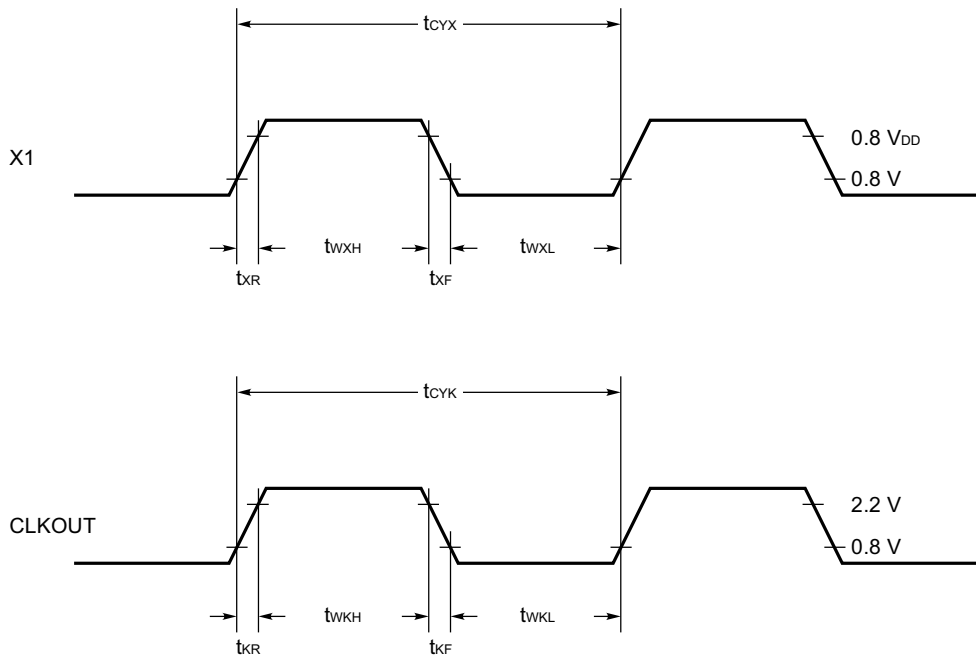 tCYX
X1
0.8 VDD
0.8 V
tWXH
tWXL
tXR
tXF
tCYK
CLKOUT
2.2 V
0.8 V
tWKH
tWKL
tKR
tKF